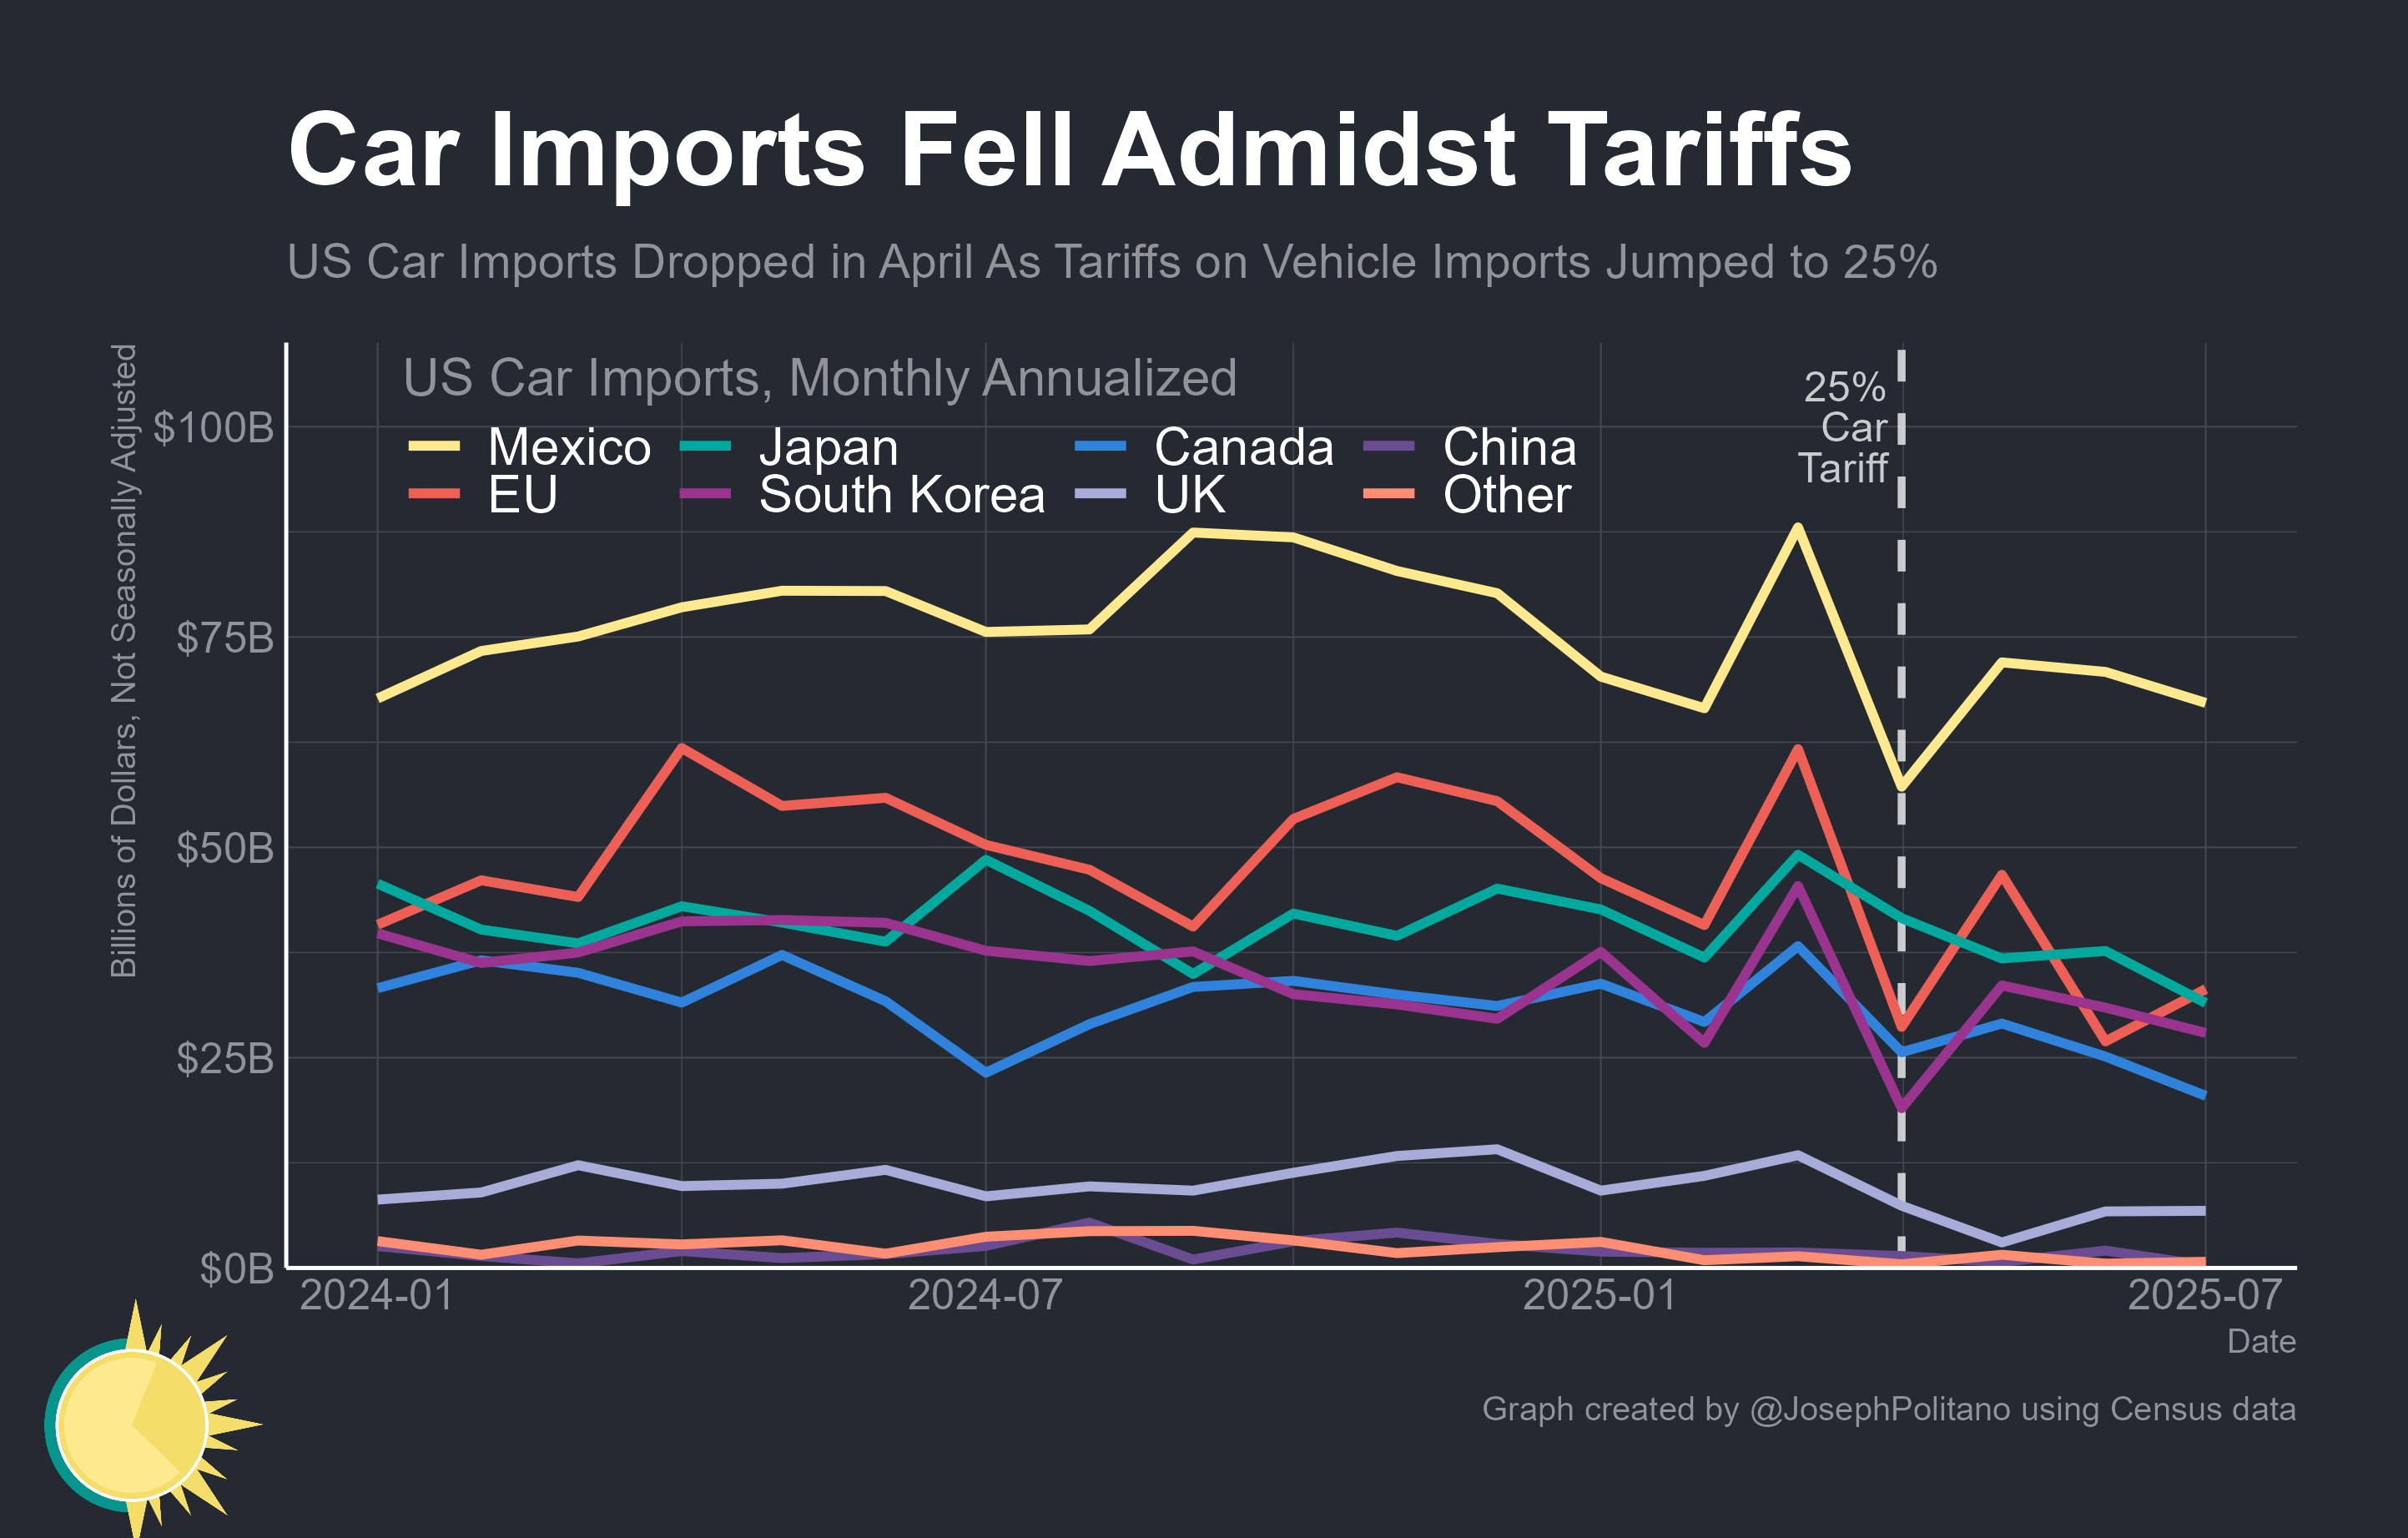 Car Imports Fell Admidst Tariffs
US Car Imports Dropped in April As Tariffs on Vehicle Imports Jumped to 25%
Billions of Dollars, Not Seasonally Adjusted
US Car Imports, Monthly Annualized
Mexico Japan Canada China
EU South Korea UK Other
25%
Car
Tariff
$100B
$75B
$50B
$25B
$0B
2024-01 2024-07 2025-01 2025-07
Date
Graph created by @JosephPolitano using Census data